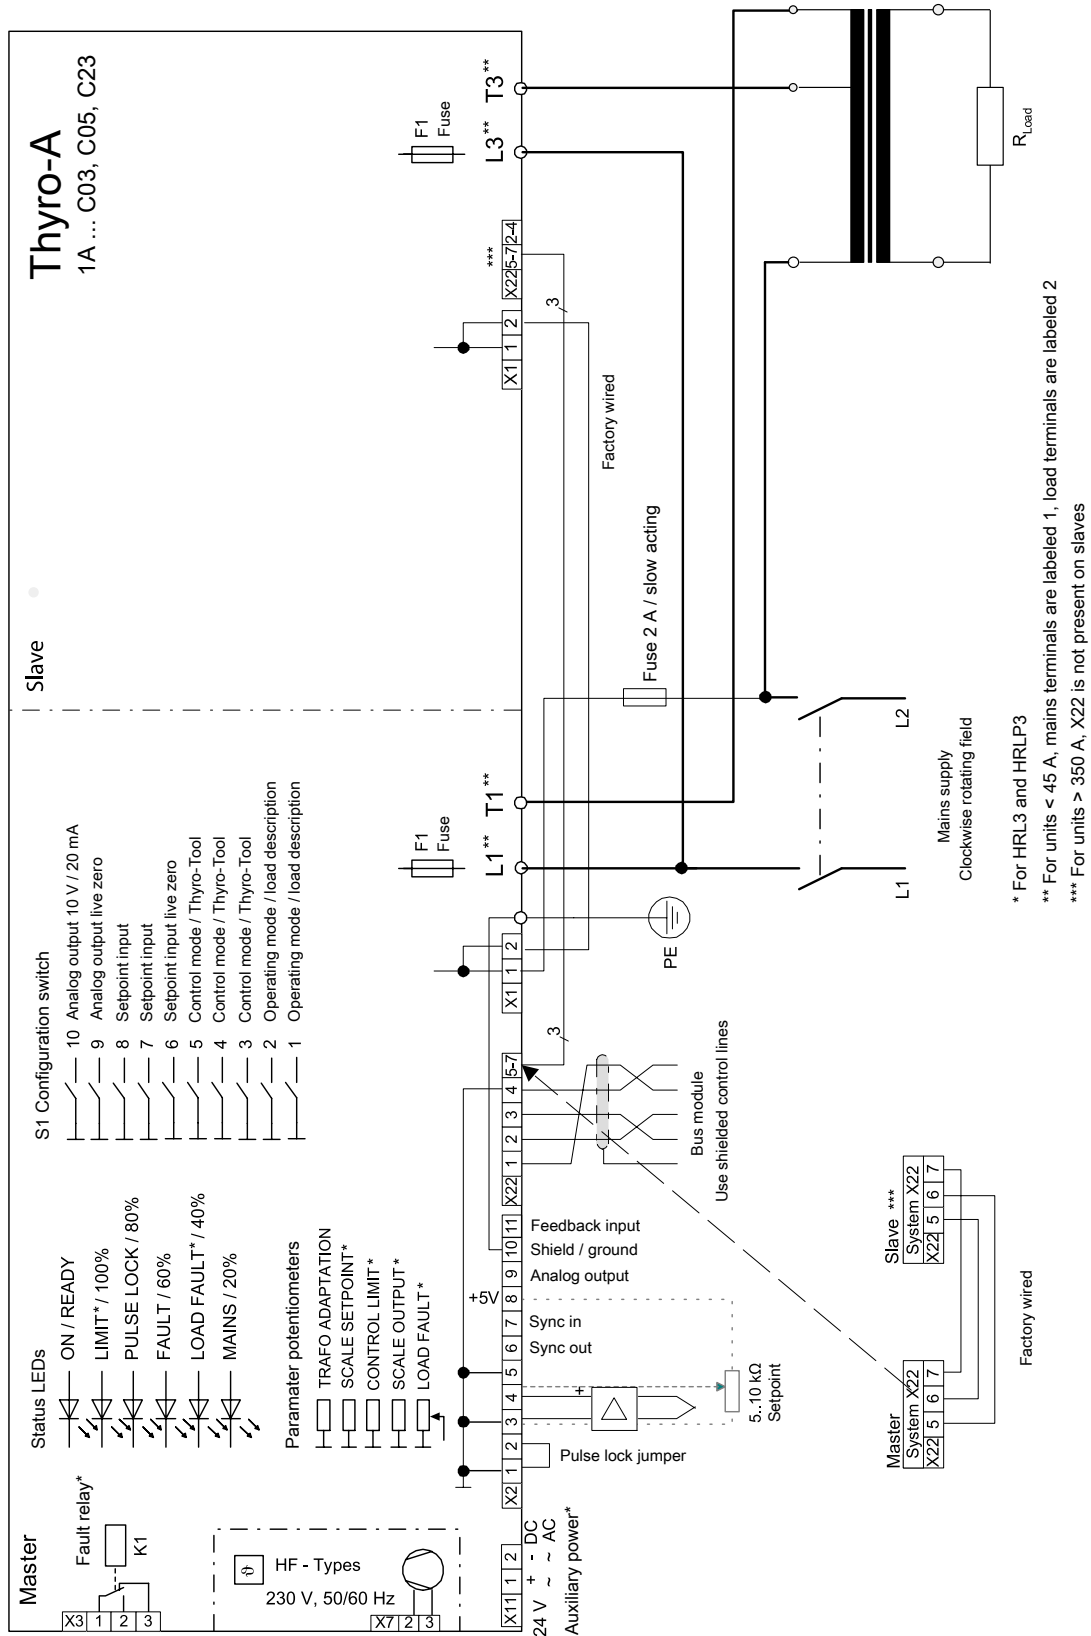 Thyro-A
1A ... C03, C05, C23
Slave
Master
Fault relay*
K1
X3 1 2 3
HF - Types
230 V, 50/60 Hz
ϑ
X7 2 3
Status LEDs
ON / READY
LIMIT* / 100%
PULSE LOCK / 80%
FAULT / 60%
LOAD FAULT* / 40%
MAINS / 20%
Paramater potentiometers
TRAFO ADAPTATION
SCALE SETPOINT*
CONTROL LIMIT*
SCALE OUTPUT*
LOAD FAULT*
S1 Configuration switch
10 Analog output 10 V / 20 mA
9 Analog output live zero
8 Setpoint input
7 Setpoint input
6 Setpoint input live zero
5 Control mode / Thyro-Tool
4 Control mode / Thyro-Tool
3 Control mode / Thyro-Tool
2 Operating mode / load description
1 Operating mode / load description
F1
Fuse
L1** T1**
F1
Fuse
L3** T3**
X11 1 2
24 V + - DC
~ ~ AC
Auxiliary power*
X2 1 2 3 4 5 6 7 8 9 10 11
+5V
Pulse lock jumper
+
5..10 kΩ
Setpoint
Sync out
Sync in
Analog output
Shield / ground
Feedback input
X22 1 2 3 4 5-7
3
Bus module
Use shielded control lines
X1 1 2
PE
X1 1 2
***
X22 5-7 2-4
3
Factory wired
Fuse 2 A / slow acting
L1
L2
Mains supply
Clockwise rotating field
R Load
Master
System X22
X22 5 6 7
Slave ***
System X22
X22 5 6 7
Factory wired
* For HRL3 and HRLP3
** For units < 45 A, mains terminals are labeled 1, load terminals are labeled 2
*** For units > 350 A, X22 is not present on slaves